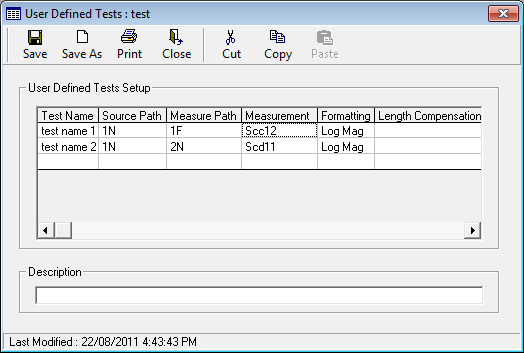 User Defined Tests : test
Save Save As Print Close Cut Copy Paste
User Defined Tests Setup
Test Name Source Path Measure Path Measurement Formatting Length Compensation
test name 1 1N 1F Scc12 Log Mag
test name 2 1N 2N Scd11 Log Mag
Description
Last Modified : 22/08/2011 4:43:43 PM